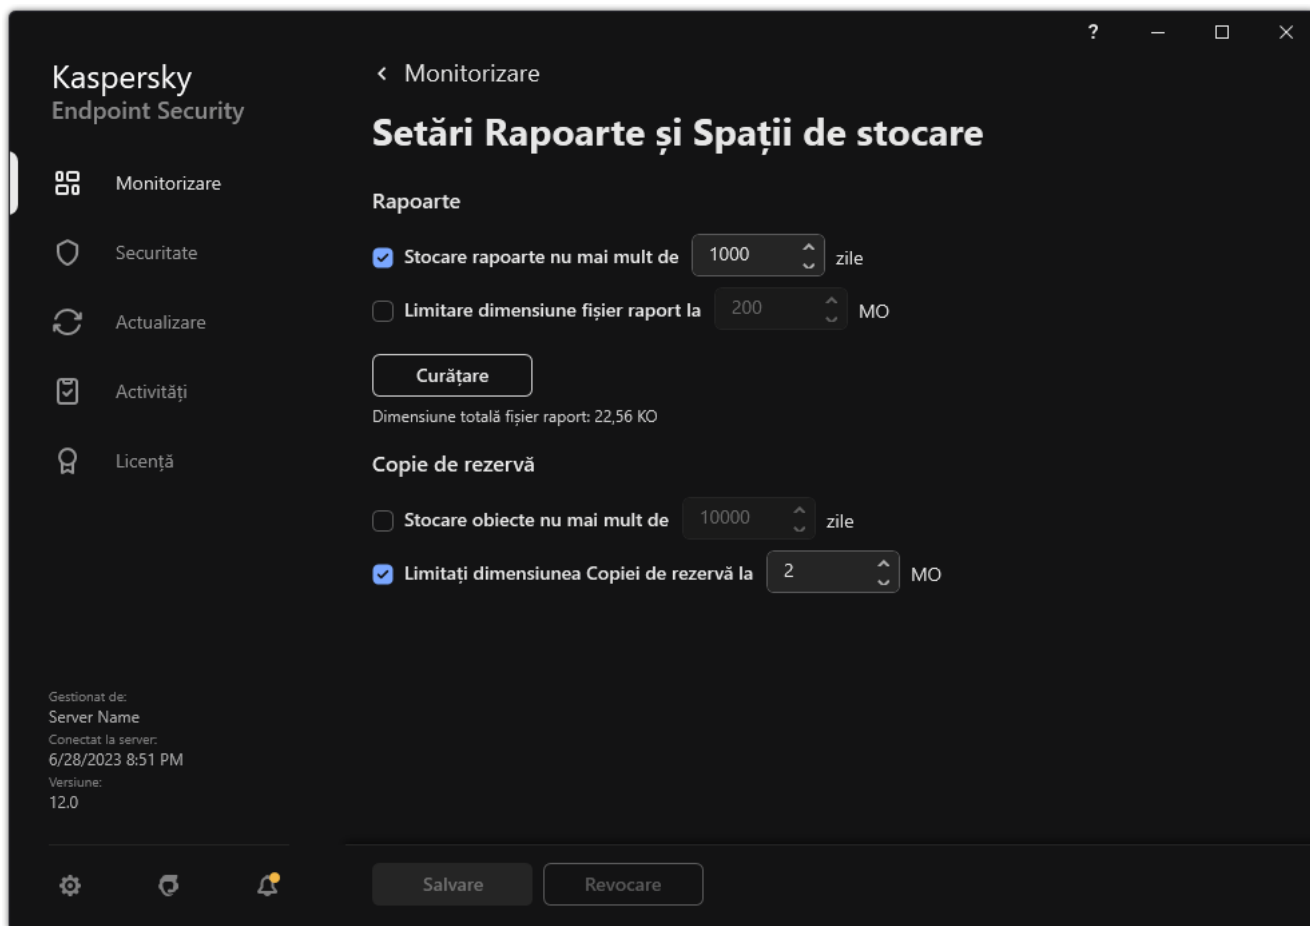 ?
Kaspersky
Endpoint Security
Monitorizare
Securitate
Actualizare
Activități
Licență
Gestionat de:
Server Name
Conectat la server:
6/28/2023 8:51 PM
Versiune:
12.0
Monitorizare
Setări Rapoarte și Spații de stocare
Rapoarte
Stocare rapoarte nu mai mult de 1000 zile
Limitare dimensiune fișier raport la 200 MO
Curățare
Dimensiune totală fișier raport: 22,56 KO
Copie de rezervă
Stocare obiecte nu mai mult de 10000 zile
Limitați dimensiunea Copiei de rezervă la 2 MO
Salvare Revocare